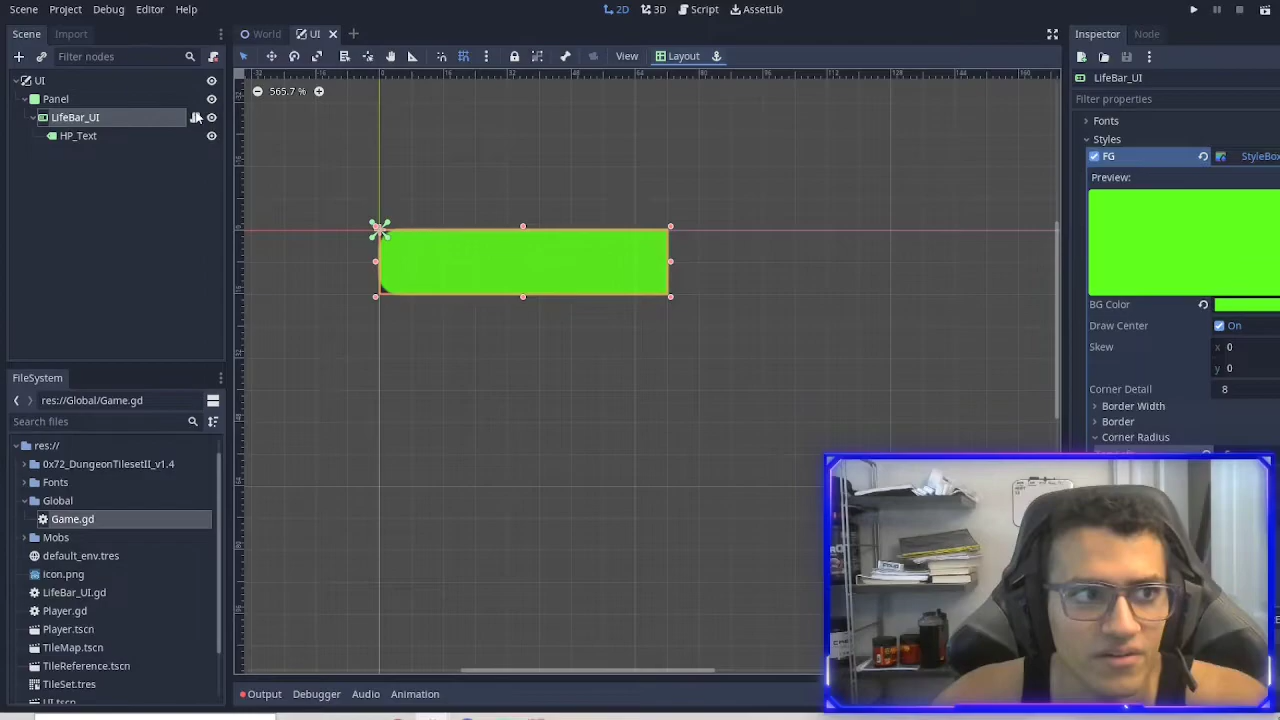 Scene Project Debug Editor Help
2D 3D Script AssetLib
Scene Import
World UI
Inspector Node
Filter nodes
View Layout
UI
Panel
LifeBar_UI
HP_Text
565.7 %
LifeBar_UI
Filter properties
Fonts
Styles
FG StyleBox
Preview:
BG Color
Draw Center On
Skew x 0
y 0
Corner Detail 8
Border Width
Border
Corner Radius
FileSystem
res://Global/Game.gd
Search files
res://
0x72_DungeonTilesetII_v1.4
Fonts
Global
Game.gd
Mobs
default_env.tres
icon.png
LifeBar_UI.gd
Player.gd
Player.tscn
TileMap.tscn
TileReference.tscn
TileSet.tres
UI.tscn
Output Debugger Audio Animation